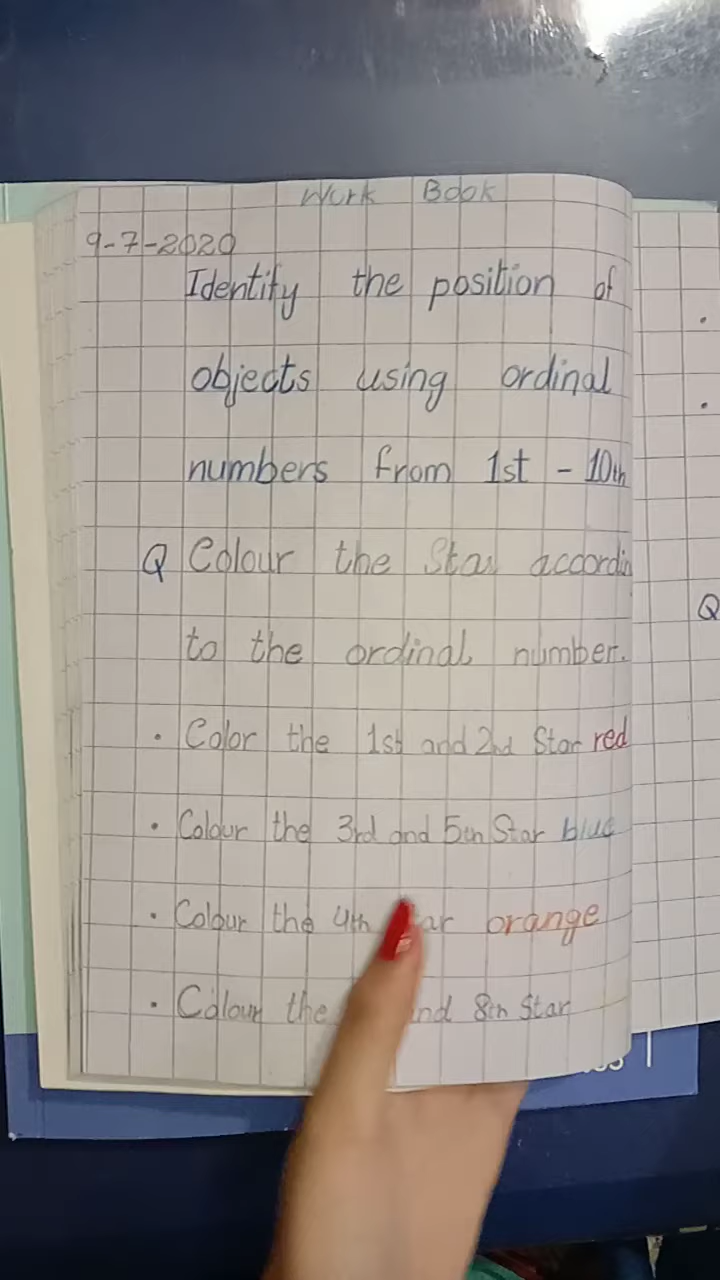 Work Book
9-7-2020
Identify the position of
objects using ordinal
numbers from 1st - 10th
Q Colour the Star accordin
to the ordinal number.
• Color the 1st and 2nd Star red
• Colour the 3rd and 5th Star blue
• Colour the 4th orange
• Colour the 8th Star
Q